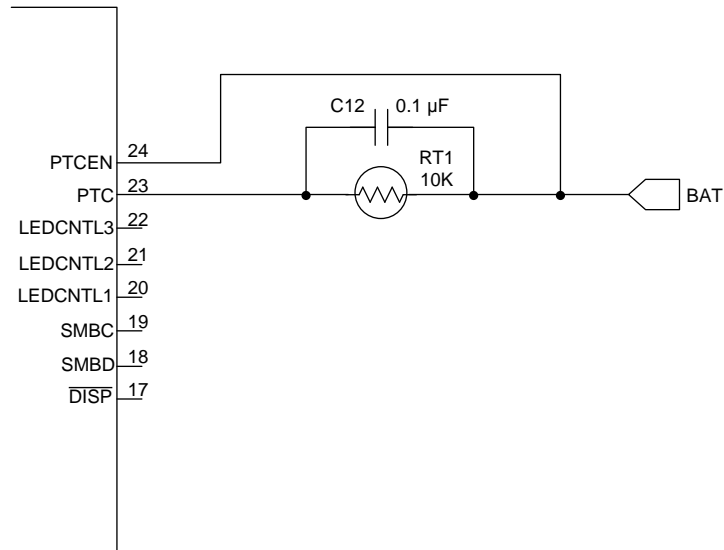 C12 0.1 µF
RT1
10K
PTCEN 24
PTC 23
BAT
LEDCNTL3 22
LEDCNTL2 21
LEDCNTL1 20
SMBC 19
SMBD 18
DISP 17